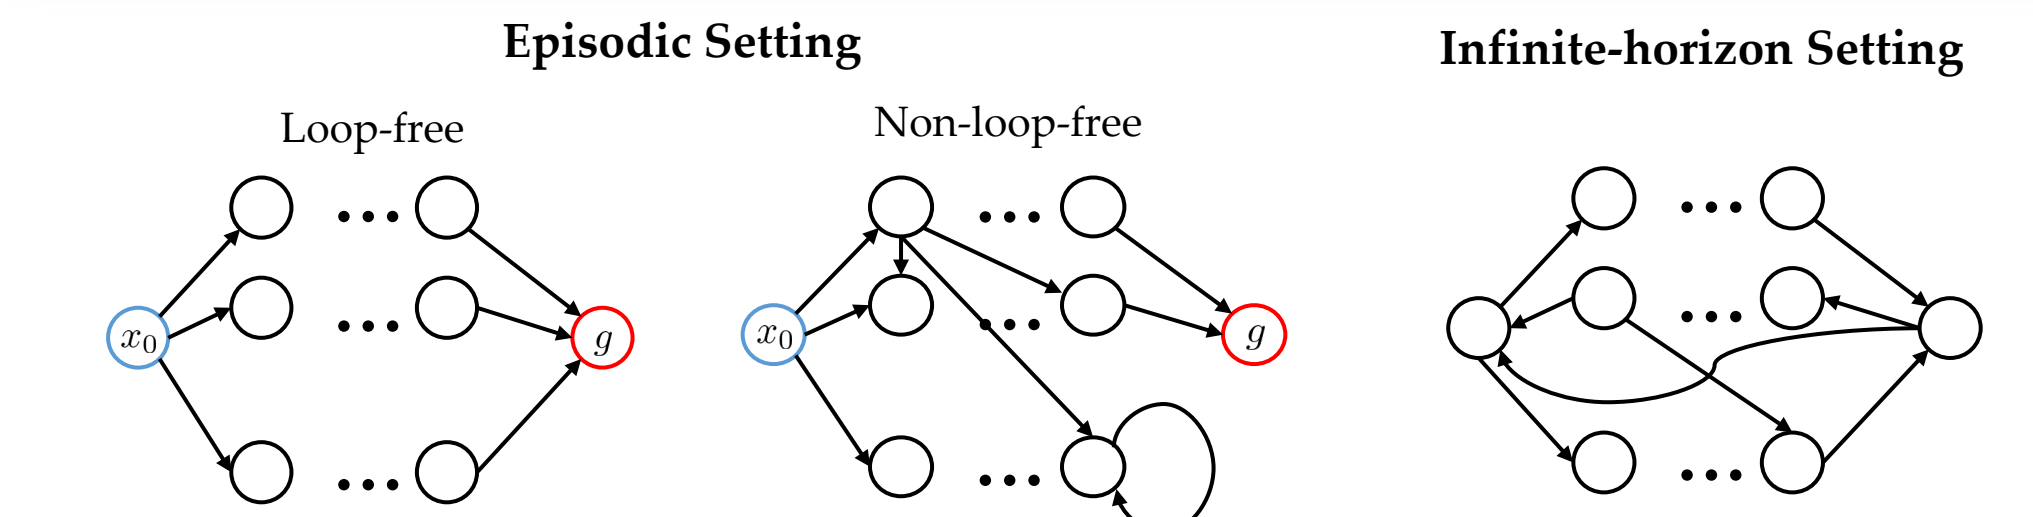 Episodic Setting
Infinite-horizon Setting
Loop-free
Non-loop-free
x₀
g
x₀
g